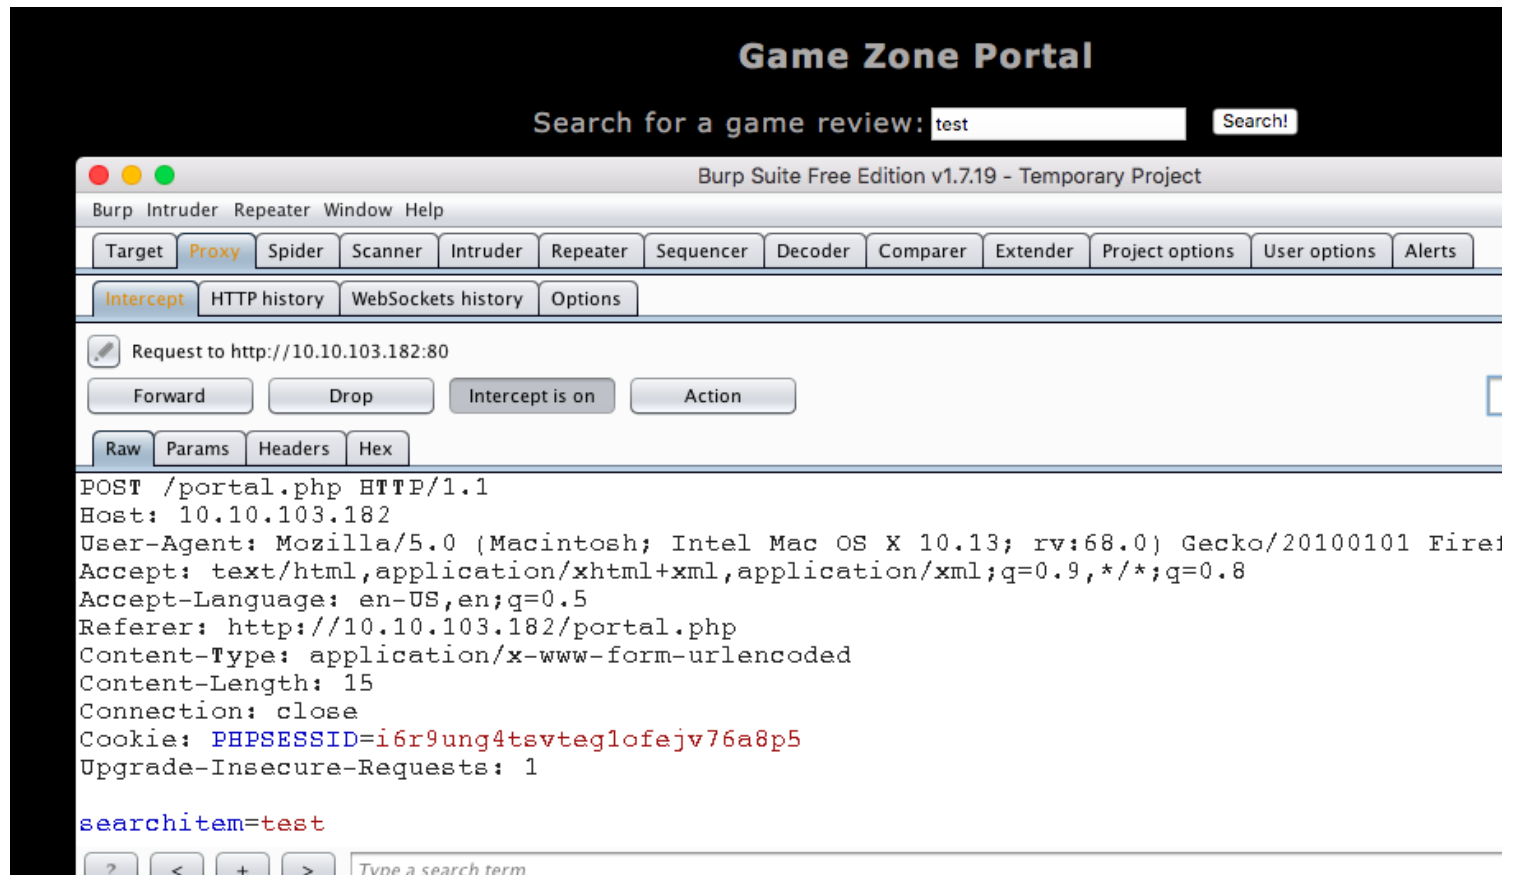 Game Zone Portal
Search for a game review: test Search!
Burp Suite Free Edition v1.7.19 - Temporary Project
Burp Intruder Repeater Window Help
Target Proxy Spider Scanner Intruder Repeater Sequencer Decoder Comparer Extender Project options User options Alerts
Intercept HTTP history WebSockets history Options
Request to http://10.10.103.182:80
Forward Drop Intercept is on Action
Raw Params Headers Hex
POST /portal.php HTTP/1.1
Host: 10.10.103.182
User-Agent: Mozilla/5.0 (Macintosh; Intel Mac OS X 10.13; rv:68.0) Gecko/20100101 Firef
Accept: text/html,application/xhtml+xml,application/xml;q=0.9,*/*;q=0.8
Accept-Language: en-US,en;q=0.5
Referer: http://10.10.103.182/portal.php
Content-Type: application/x-www-form-urlencoded
Content-Length: 15
Connection: close
Cookie: PHPSESSID=i6r9ung4tsvteg1ofejv76a8p5
Upgrade-Insecure-Requests: 1
searchitem=test
? < + > Type a search term